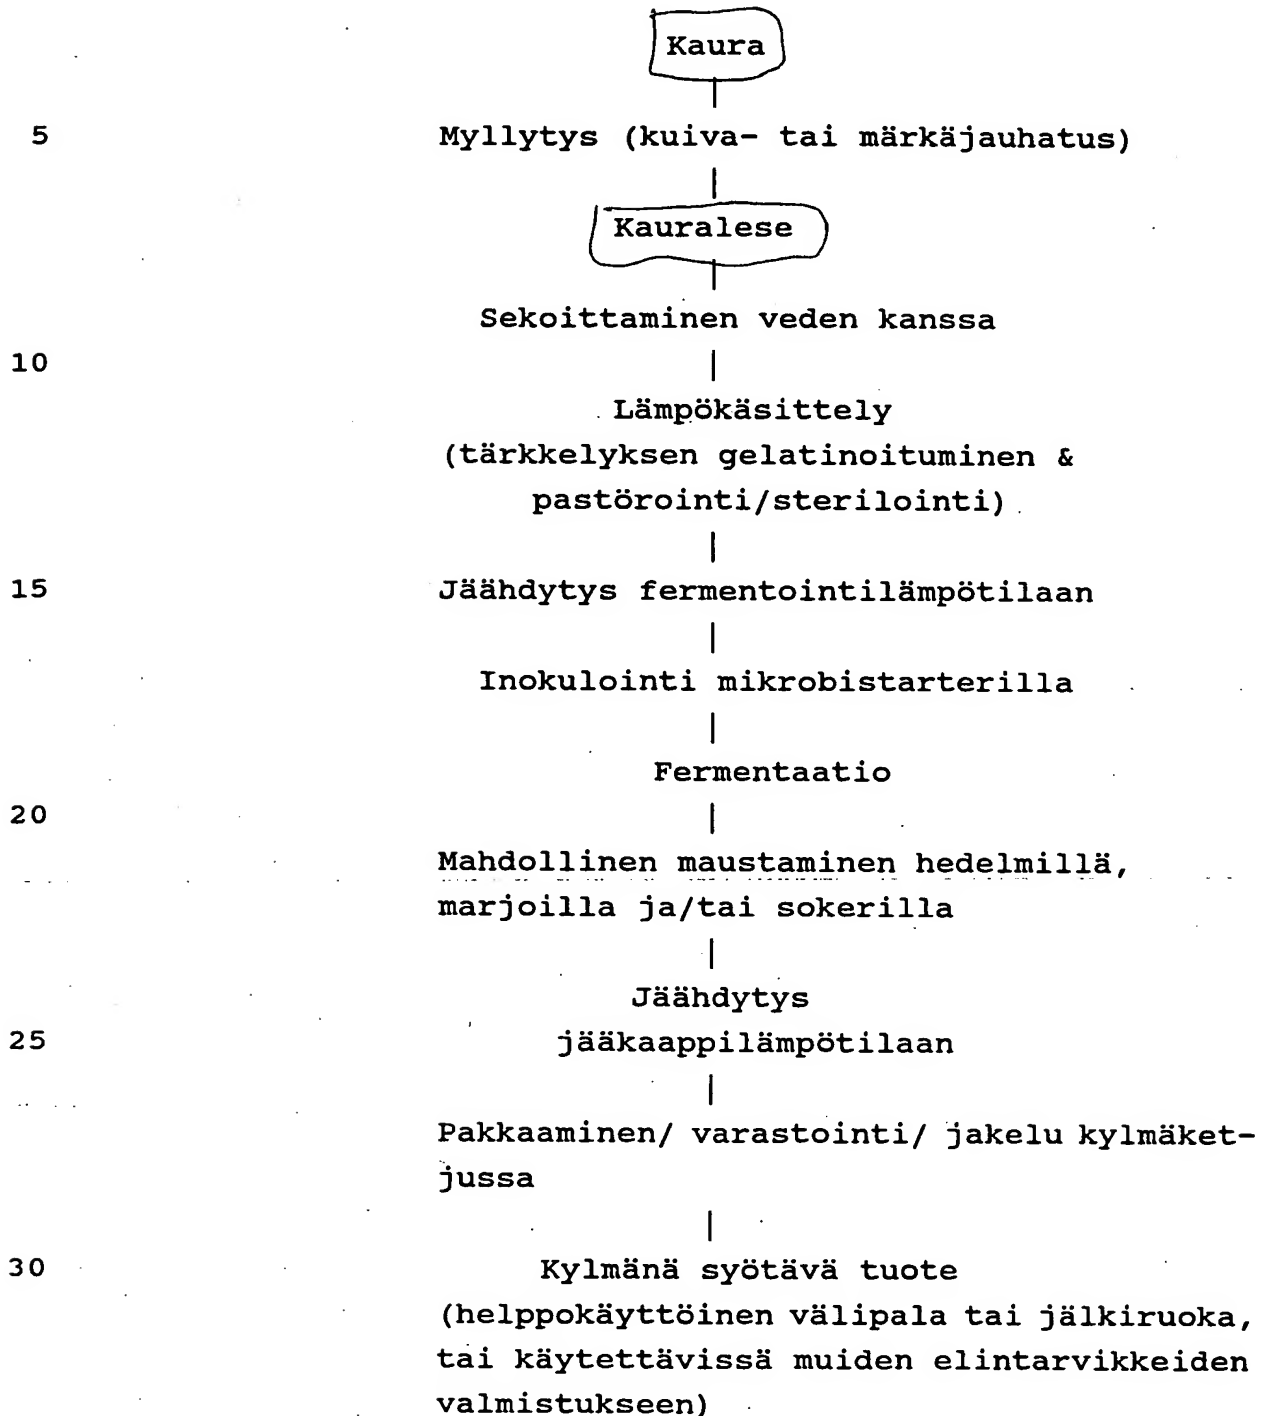 Kaura
5 Myllytys (kuiva- tai märkäjauhatus)
Kauralese
Sekoittaminen veden kanssa
10
Lämpökäsittely
(tärkkelyksen gelatinoituminen &
pastörointi/sterilointi)
15 Jäähdytys fermentointilämpötilaan
Inokulointi mikrobistarterilla
Fermentaatio
20
Mahdollinen maustaminen hedelmillä,
marjoilla ja/tai sokerilla
Jäähdytys
25 jääkaappilämpötilaan
Pakkaaminen/ varastointi/ jakelu kylmäket-
jussa
30 Kylmänä syötävä tuote
(helppokäyttöinen välipala tai jälkiruoka,
tai käytettävissä muiden elintarvikkeiden
valmistukseen)